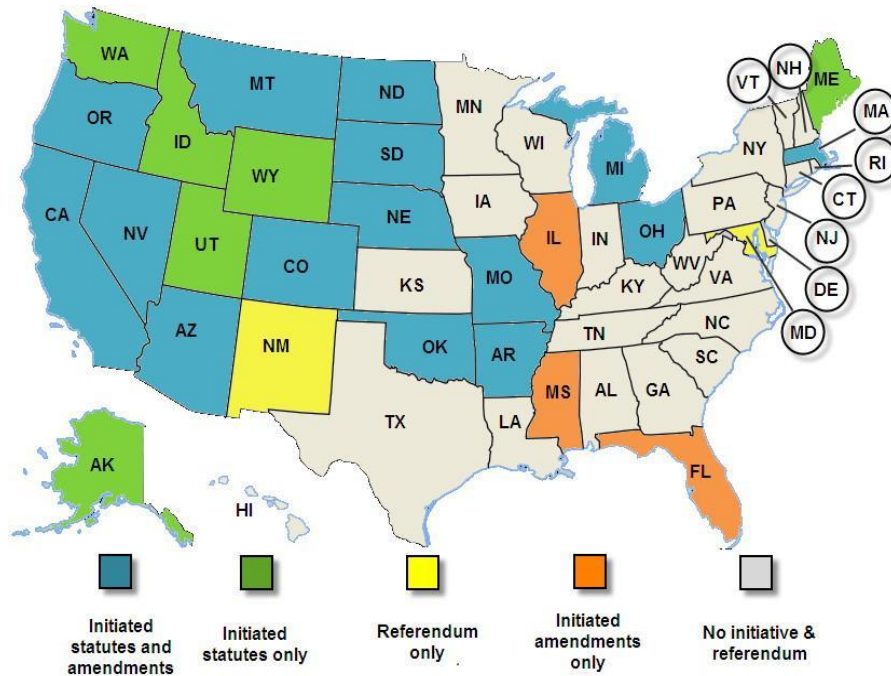 WA
MT
ND
MN
VT
NH
ME
OR
ID
SD
WI
MI
NY
MA
WY
RI
CA
NV
UT
NE
IA
PA
CT
CO
IL
IN
OH
NJ
KS
MO
WV
VA
DE
KY
MD
AZ
NM
OK
AR
TN
NC
SC
TX
LA
MS
AL
GA
FL
AK
HI
Initiated
statutes and
amendments
Initiated
statutes only
Referendum
only
Initiated
amendments
only
No initiative &
referendum